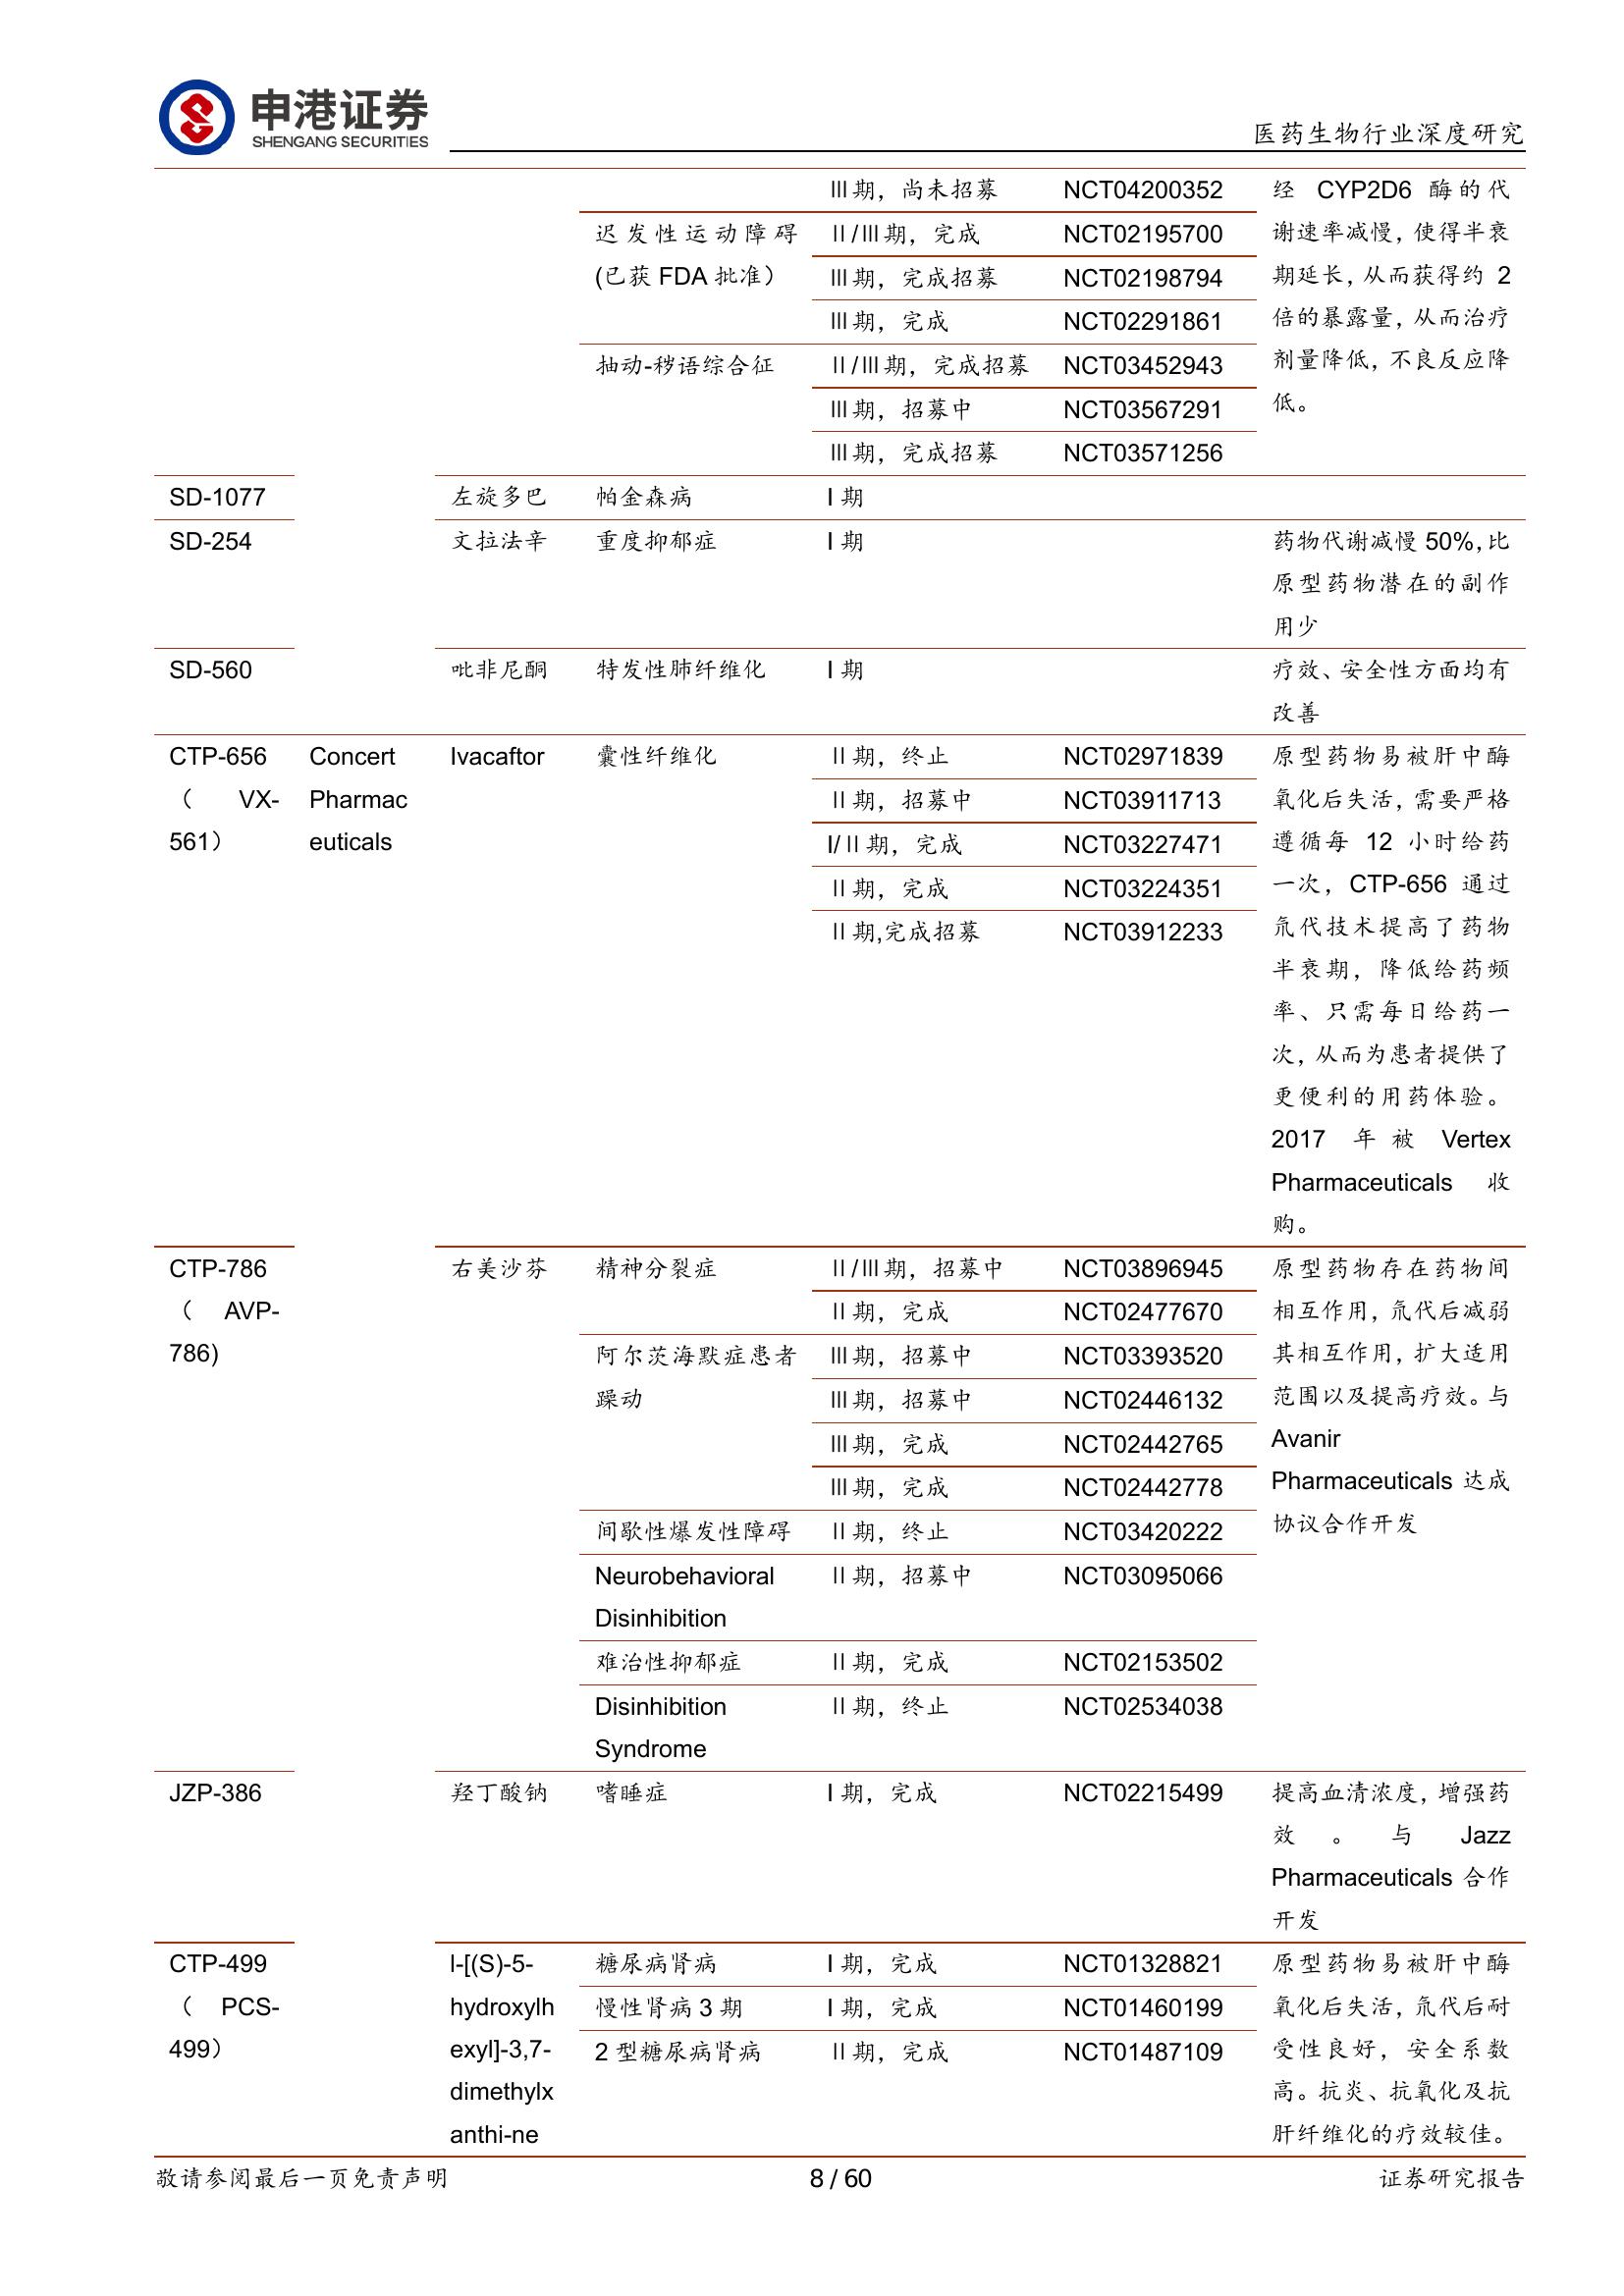 申港证券
SHENGANG SECURITIES
医药生物行业深度研究
III期，尚未招募 NCT04200352
迟发性运动障碍
(已获 FDA 批准）
II/III期，完成 NCT02195700
III期，完成招募 NCT02198794
III期，完成 NCT02291861
抽动-秽语综合征 II/III期，完成招募 NCT03452943
III期，招募中 NCT03567291
III期，完成招募 NCT03571256
经 CYP2D6 酶的代
谢速率减慢，使得半衰
期延长，从而获得约 2
倍的暴露量，从而治疗
剂量降低，不良反应降
低。
SD-1077 左旋多巴 帕金森病 I 期
SD-254 文拉法辛 重度抑郁症 I 期
药物代谢减慢 50%，比
原型药物潜在的副作
用少
SD-560 吡非尼酮 特发性肺纤维化 I 期
疗效、安全性方面均有
改善
CTP-656
（ VX-
561）
Concert
Pharmac
euticals
Ivacaftor 囊性纤维化
II期，终止 NCT02971839
II期，招募中 NCT03911713
I/II期，完成 NCT03227471
II期，完成 NCT03224351
II期,完成招募 NCT03912233
原型药物易被肝中酶
氧化后失活，需要严格
遵循每 12 小时给药
一次，CTP-656 通过
氘代技术提高了药物
半衰期，降低给药频
率、只需每日给药一
次，从而为患者提供了
更便利的用药体验。
2017 年被 Vertex
Pharmaceuticals 收
购。
CTP-786
（ AVP-
786)
右美沙芬
精神分裂症 II/III期，招募中 NCT03896945
II期，完成 NCT02477670
阿尔茨海默症患者
躁动
III期，招募中 NCT03393520
III期，招募中 NCT02446132
III期，完成 NCT02442765
III期，完成 NCT02442778
间歇性爆发性障碍 II期，终止 NCT03420222
Neurobehavioral
Disinhibition
II期，招募中 NCT03095066
难治性抑郁症 II期，完成 NCT02153502
Disinhibition
Syndrome
II期，终止 NCT02534038
原型药物存在药物间
相互作用，氘代后减弱
其相互作用，扩大适用
范围以及提高疗效。与
Avanir
Pharmaceuticals 达成
协议合作开发
JZP-386 羟丁酸钠 嗜睡症 I 期，完成 NCT02215499
提高血清浓度，增强药
效。与 Jazz
Pharmaceuticals 合作
开发
CTP-499
（ PCS-
499）
l-[(S)-5-
hydroxylh
exyl]-3,7-
dimethylx
anthi-ne
糖尿病肾病 I 期，完成 NCT01328821
慢性肾病 3 期 I 期，完成 NCT01460199
2 型糖尿病肾病 II期，完成 NCT01487109
原型药物易被肝中酶
氧化后失活，氘代后耐
受性良好，安全系数
高。抗炎、抗氧化及抗
肝纤维化的疗效较佳。
敬请参阅最后一页免责声明 8 / 60 证券研究报告